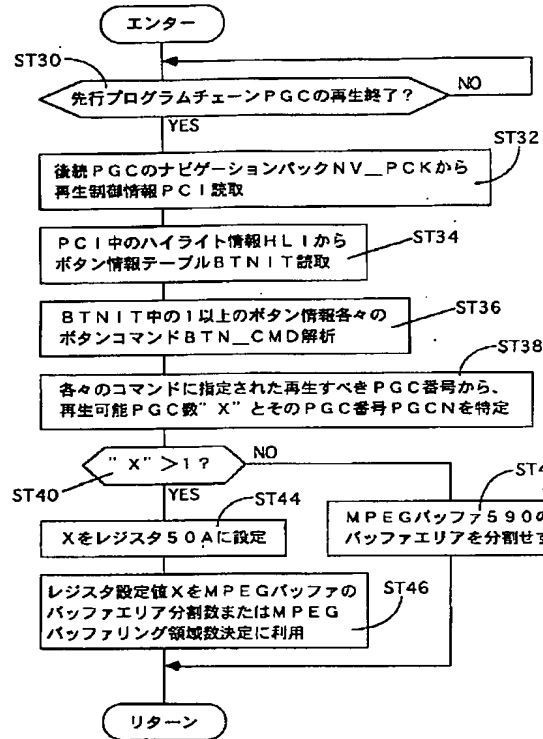 エンター
ST30
先行プログラムチェーンPGCの再生終了?
NO
YES
ST32
後続PGCのナビゲーションパックNV__PCKから
再生制御情報PCI読取
ST34
PCI中のハイライト情報HLIから
ボタン情報テーブルBTNIT読取
ST36
BTNIT中の1以上のボタン情報各々の
ボタンコマンドBTN__CMD解析
ST38
各々のコマンドに指定された再生すべきPGC番号から、
再生可能PGC数"X"とそのPGC番号PGCNを特定
"X">1?
NO
ST40
YES
ST44
Xをレジスタ50Aに設定
MPEGバッファ590の
バッファエリアを分割せず
ST46
レジスタ設定値XをMPEGバッファの
バッファエリア分割数またはMPEG
バッファリング領域数決定に利用
リターン